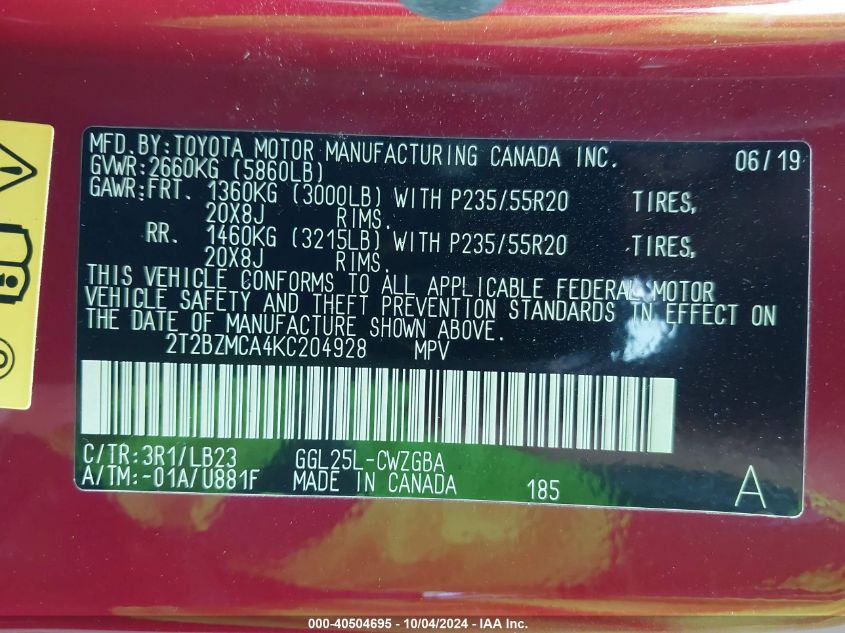 MFD.BY:TOYOTA MOTOR MANUFACTURING CANADA INC. 06/19
GVWR:2660KG (5860LB)
GAWR:FRT. 1360KG (3000LB) WITH P235/55R20 TIRES,
20X8J RIMS.
RR. 1460KG (3215LB) WITH P235/55R20 TIRES,
20X8J RIMS.
THIS VEHICLE CONFORMS TO ALL APPLICABLE FEDERAL MOTOR
VEHICLE SAFETY AND THEFT PREVENTION STANDARDS IN EFFECT ON
THE DATE OF MANUFACTURE SHOWN ABOVE.
2T2BZMCA4KC204928 MPV
C/TR:3R1/LB23 GGL25L-CWZGBA
A/TM:-01A/U881F MADE IN CANADA 185 A
000-40504695 - 10/04/2024 - IAA Inc.